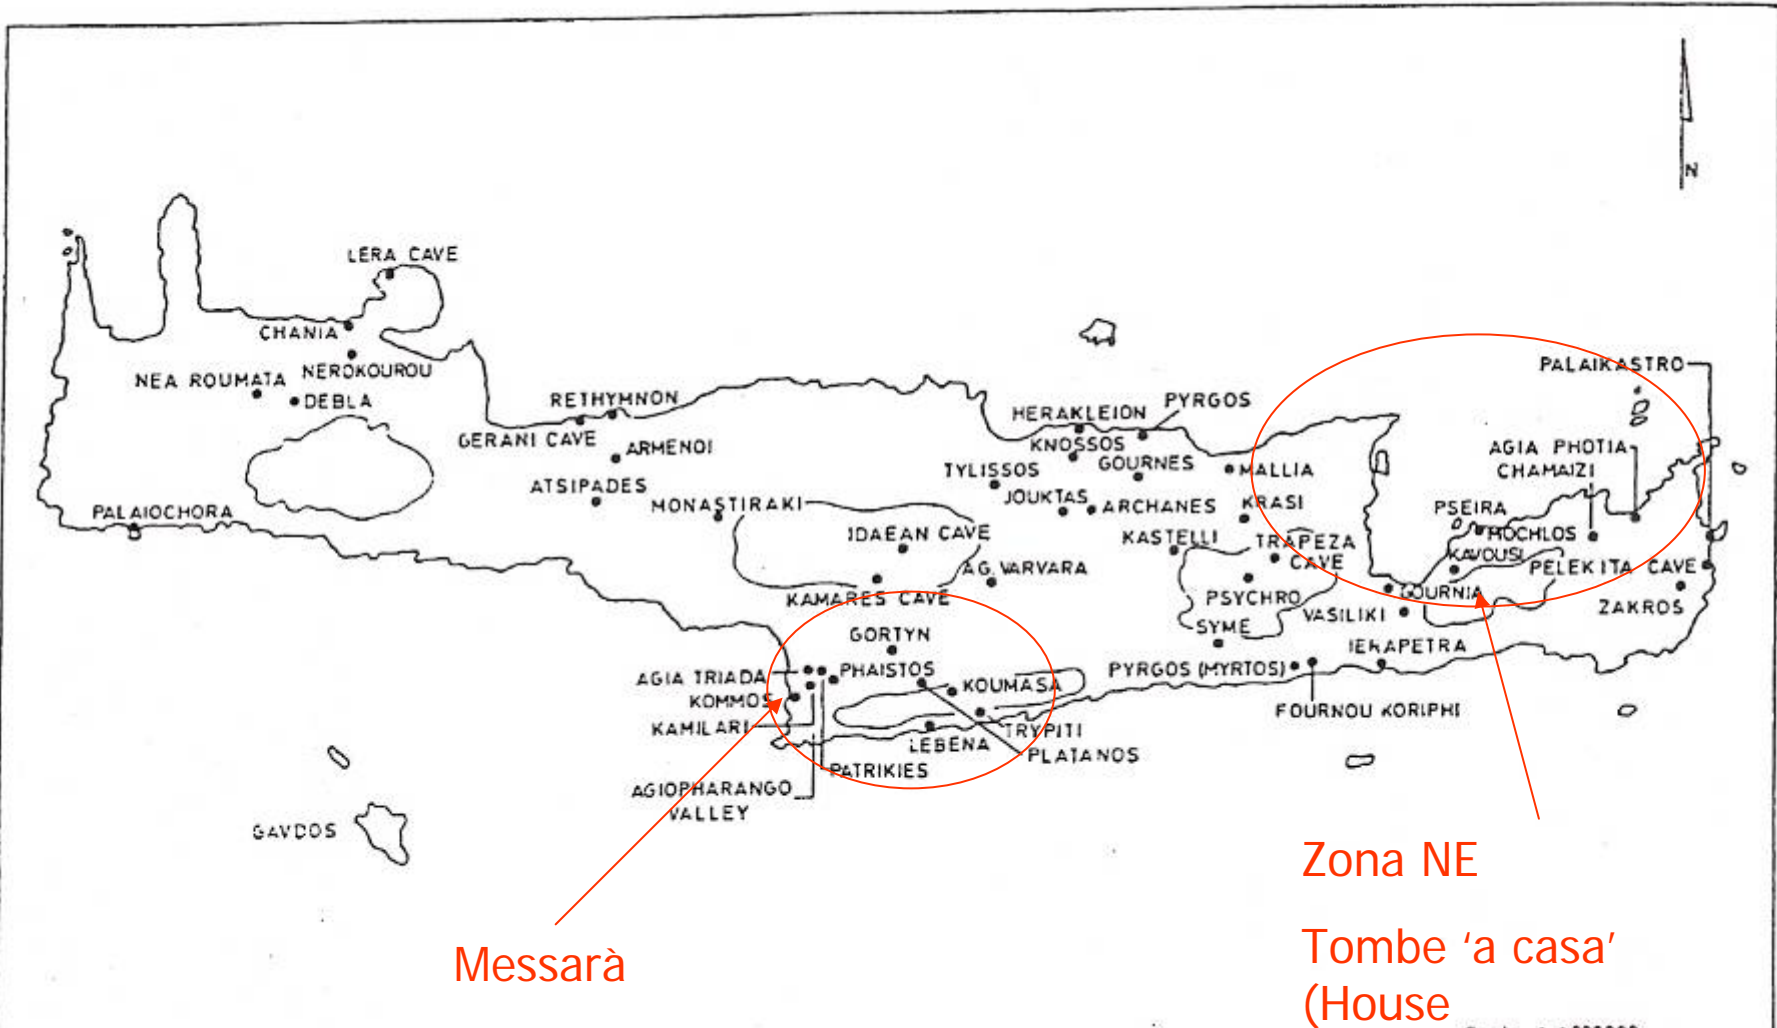 N
LERA CAVE
CHANIA
NEROKOUROU
NEA ROUMATA
DEBLA
PALAIOCHORA
RETHYMNON
GERANI CAVE
ARMENOI
ATSIPADES
MONASTIRAKI
IDAEAN CAVE
KAMARES CAVE
AG. VARVARA
TYLISSOS
HERAKLEION
PYRGOS
KNOSSOS
GOURNES
JOUKTAS
ARCHANES
MALLIA
KRASI
KASTELLI
TRAPEZA
CAVE
PSYCHRO
SYME
PALAIKASTRO
AGIA PHOTIA
CHAMAIZI
PSEIRA
MOCHLOS
KAVOUSI
PELEKITA CAVE
GOURNIA
VASILIKI
ZAKROS
IERAPETRA
PYRGOS (MYRTOS)
FOURNOU KORIPHI
GORTYN
AGIA TRIADA
PHAISTOS
KOMMOS
KOUMASA
KAMILARI
LEBENA
TRYPITI
PLATANOS
PATRIKIES
AGIOPHARANGO
VALLEY
GAVDOS
Messarà
Zona NE
Tombe ‘a casa’
(House